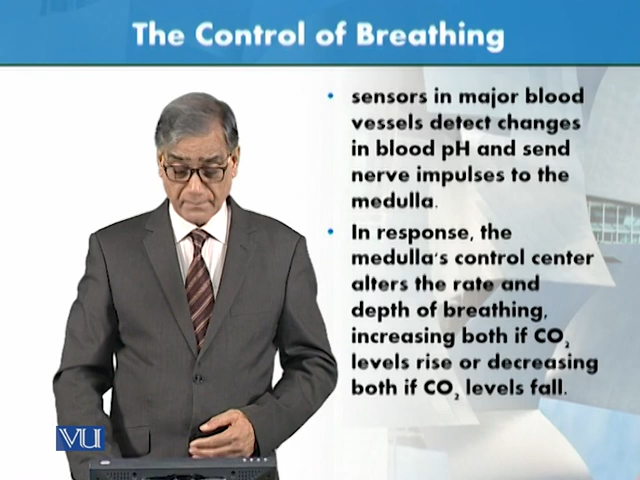 The Control of Breathing
• sensors in major blood
vessels detect changes
in blood pH and send
nerve impulses to the
medulla.
• In response, the
medulla's control center
alters the rate and
depth of breathing,
increasing both if CO₂
levels rise or decreasing
both if CO₂ levels fall.
VU